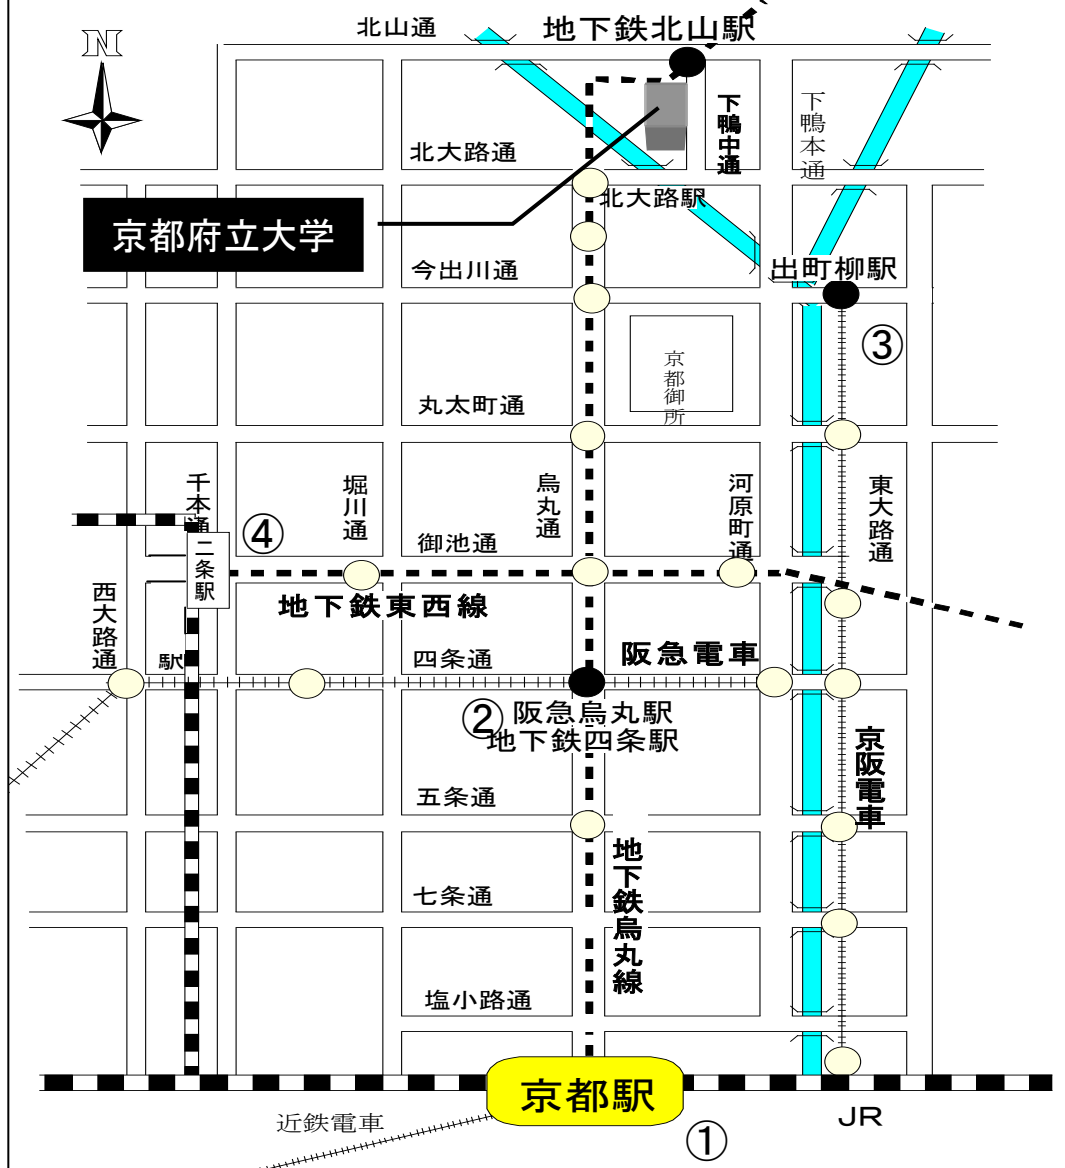 北山通
地下鉄北山駅
N
下鴨中通
下鴨本通
北大路通
北大路駅
京都府立大学
今出川通
出町柳駅
③
京都御所
丸太町通
千本通
堀川通
烏丸通
河原町通
東大路通
④
御池通
二条駅
西大路通
地下鉄東西線
駅
四条通
阪急電車
②
阪急烏丸駅
地下鉄四条駅
京阪電車
五条通
地下鉄烏丸線
七条通
塩小路通
京都駅
近鉄電車
JR
①